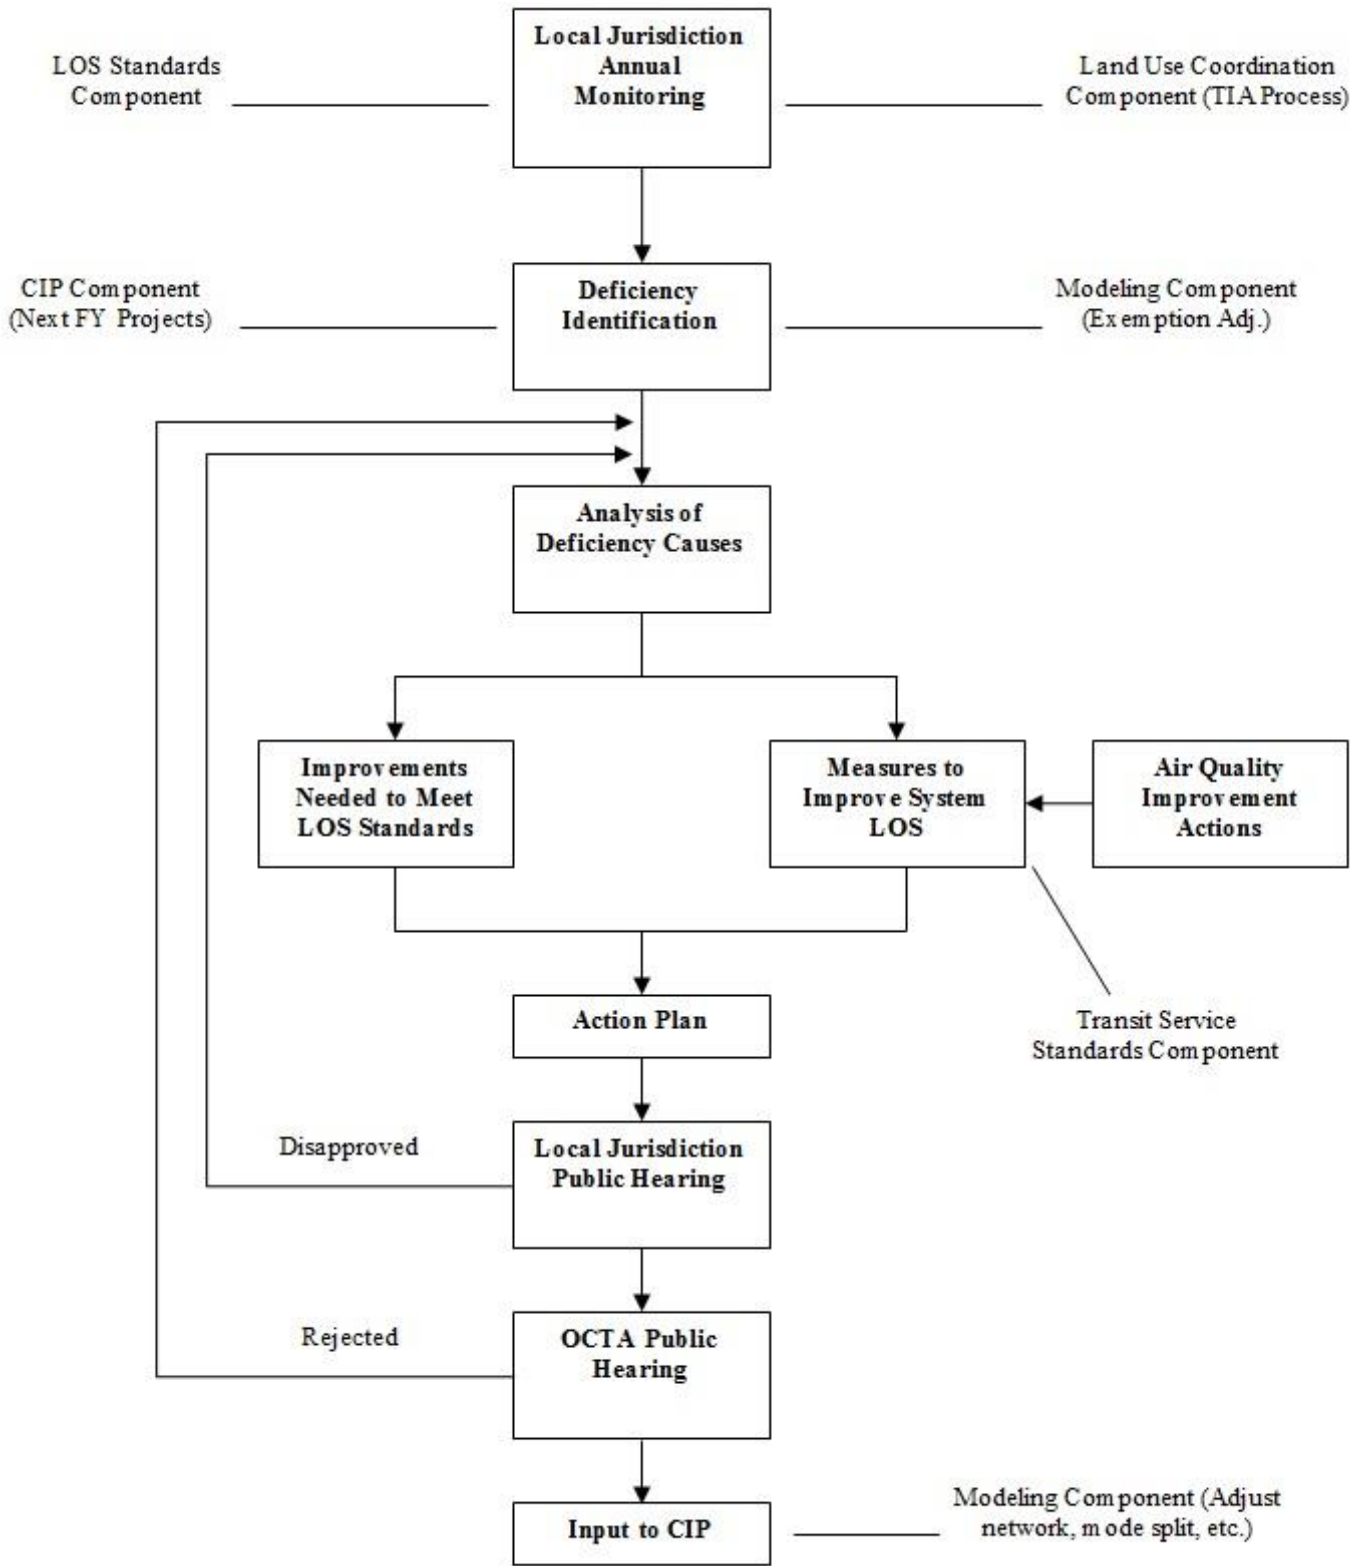 Local Jurisdiction
Annual
Monitoring
LOS Standards
Component
Land Use Coordination
Component (TIA Process)
Deficiency
Identification
CIP Component
(Next FY Projects)
Modeling Component
(Exemption Adj.)
Analysis of
Deficiency Causes
Improvements
Needed to Meet
LOS Standards
Measures to
Improve System
LOS
Air Quality
Improvement
Actions
Action Plan
Transit Service
Standards Component
Disapproved
Local Jurisdiction
Public Hearing
Rejected
OCTA Public
Hearing
Input to CIP
Modeling Component (Adjust
network, mode split, etc.)